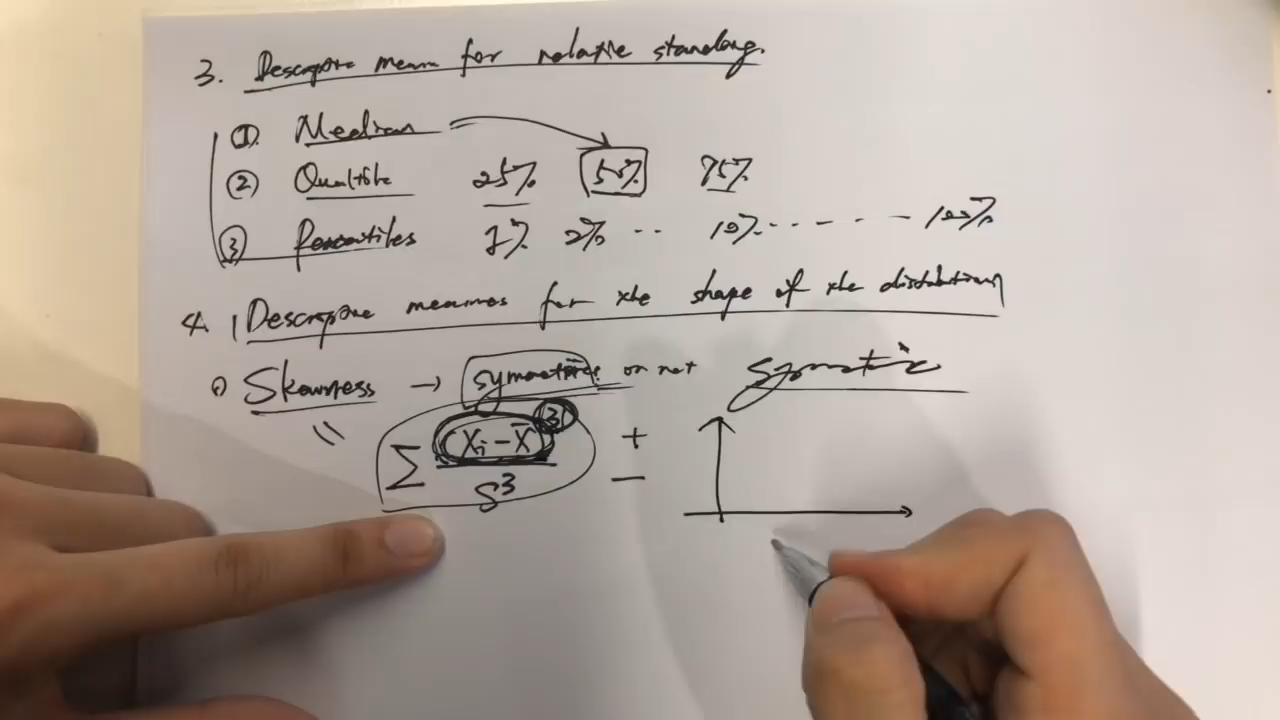 3. Descriptive measure for relative standing.
① Median
② Quartile 25% 50% 75%
③ Percentiles 1% 2% .. 10% ....... 100%
4. Descriptive measures for the shape of the distribution
① Skewness → symmetric or not symmetric
= Σ (Xi − X̄)³ / S³ + −